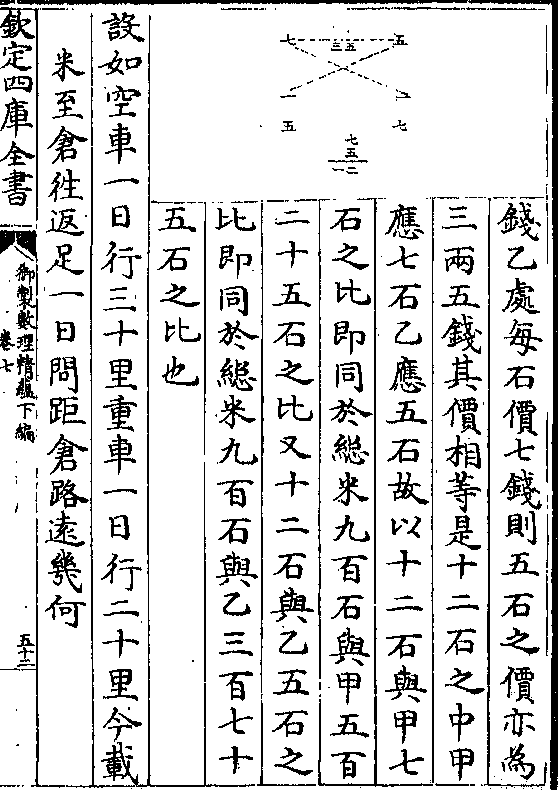 錢乙處每石價七錢則五石之價亦為
三兩五錢其價相等是十二石之中甲
應七石乙應五石故以十二石與甲七
石之比即同於總米九百石與甲五百
二十五石之比又十二石與乙五石之
比即同於總米九百石與乙三百七十
五石之比也
五 三五 七
一 一
七 五
七
五
一二
設如空車一日行三十里重車一日行二十里今載
米至倉往返足一日問距倉路遠幾何
欽定四庫全書
御製數理精蘊下編
卷七
五十二